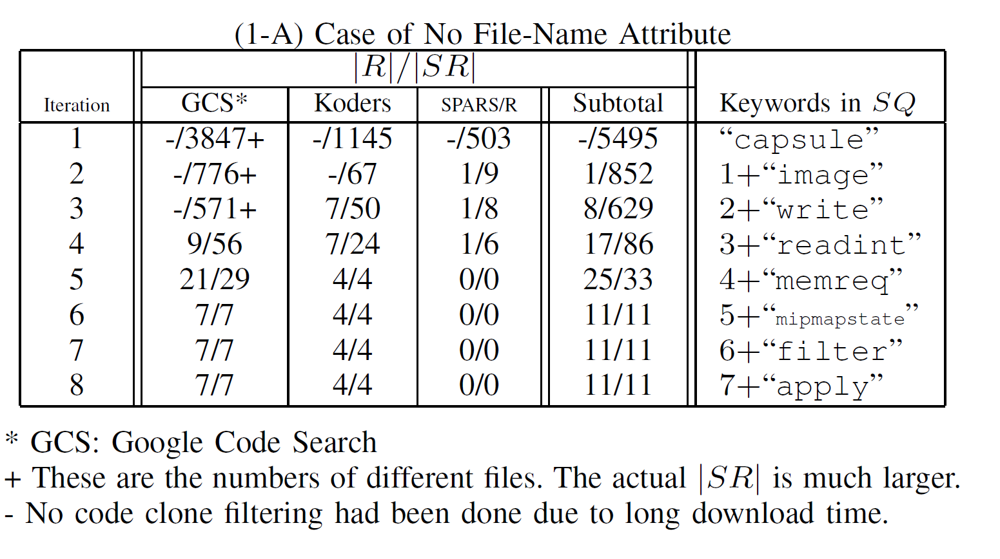 (1-A) Case of No File-Name Attribute
|R|/|SR|
Iteration GCS* Koders SPARS/R Subtotal Keywords in SQ
1 -/3847+ -/1145 -/503 -/5495 “capsule”
2 -/776+ -/67 1/9 1/852 1+“image”
3 -/571+ 7/50 1/8 8/629 2+“write”
4 9/56 7/24 1/6 17/86 3+“readint”
5 21/29 4/4 0/0 25/33 4+“memreq”
6 7/7 4/4 0/0 11/11 5+“mipmapstate”
7 7/7 4/4 0/0 11/11 6+“filter”
8 7/7 4/4 0/0 11/11 7+“apply”
* GCS: Google Code Search
+ These are the numbers of different files. The actual |SR| is much larger.
- No code clone filtering had been done due to long download time.